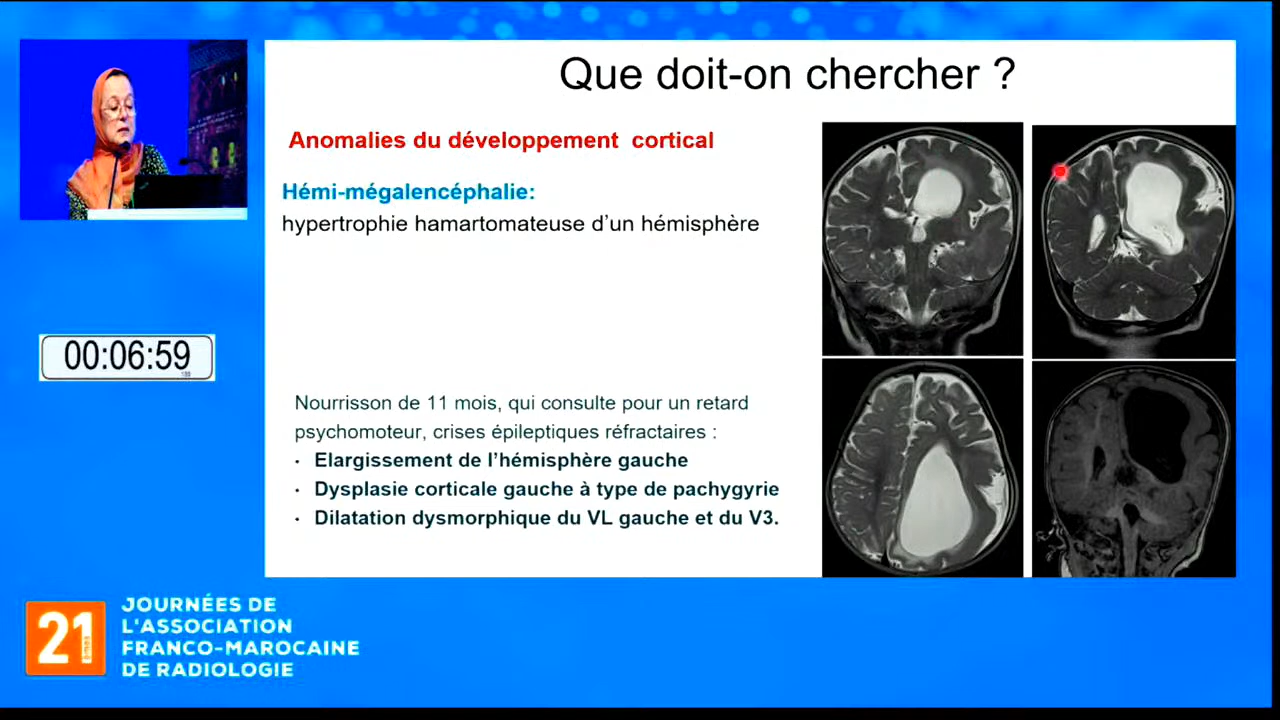 Que doit-on chercher ?
Anomalies du développement cortical
Hémi-mégalencéphalie:
hypertrophie hamartomateuse d'un hémisphère
00:06:59
Nourrisson de 11 mois, qui consulte pour un retard
psychomoteur, crises épileptiques réfractaires :
• Elargissement de l'hémisphère gauche
• Dysplasie corticale gauche à type de pachygyrie
• Dilatation dysmorphique du VL gauche et du V3.
21
èmes
JOURNÉES DE
L'ASSOCIATION
FRANCO-MAROCAINE
DE RADIOLOGIE